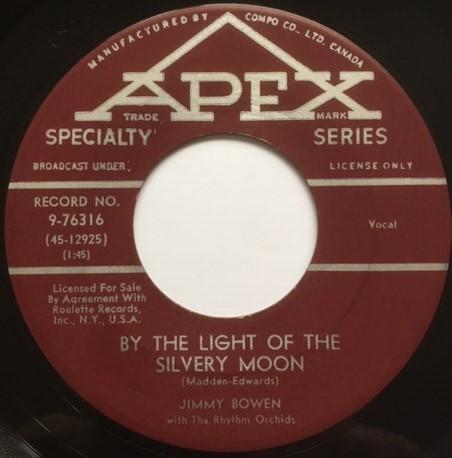 MANUFACTURED BY COMPO CO., LTD. CANADA
APEX
TRADE MARK
SPECIALTY SERIES
BROADCAST UNDER LICENSE ONLY
RECORD NO.
9-76316
(45-12925)
(1:45)
Vocal
Licensed For Sale
By Agreement With
Roulette Records,
Inc., N.Y., U.S.A.
BY THE LIGHT OF THE
SILVERY MOON
(Madden-Edwards)
JIMMY BOWEN
with The Rhythm Orchids